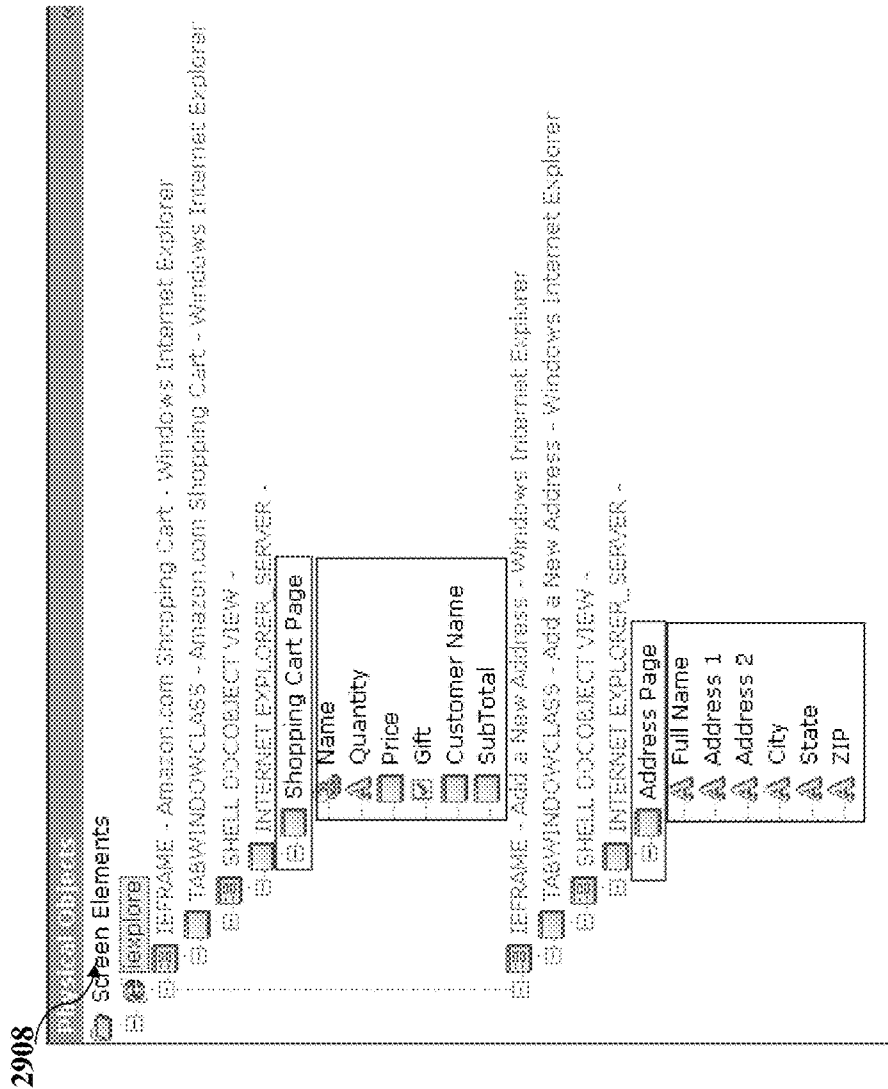 2908
Physical Objects
Screen Elements
iexplore
IEFRAME - Amazon.com Shopping Cart - Windows Internet Explorer
TABWINDOWCLASS - Amazon.com Shopping Cart - Windows Internet Explorer
SHELL DOCOBJECT VIEW -
INTERNET EXPLORER_SERVER -
Shopping Cart Page
Name
Quantity
Price
Gift
Customer Name
SubTotal
IEFRAME - Add a New Address - Windows Internet Explorer
TABWINDOWCLASS - Add a New Address - Windows Internet Explorer
SHELL DOCOBJECT VIEW -
INTERNET EXPLORER_SERVER -
Address Page
Full Name
Address 1
Address 2
City
State
ZIP